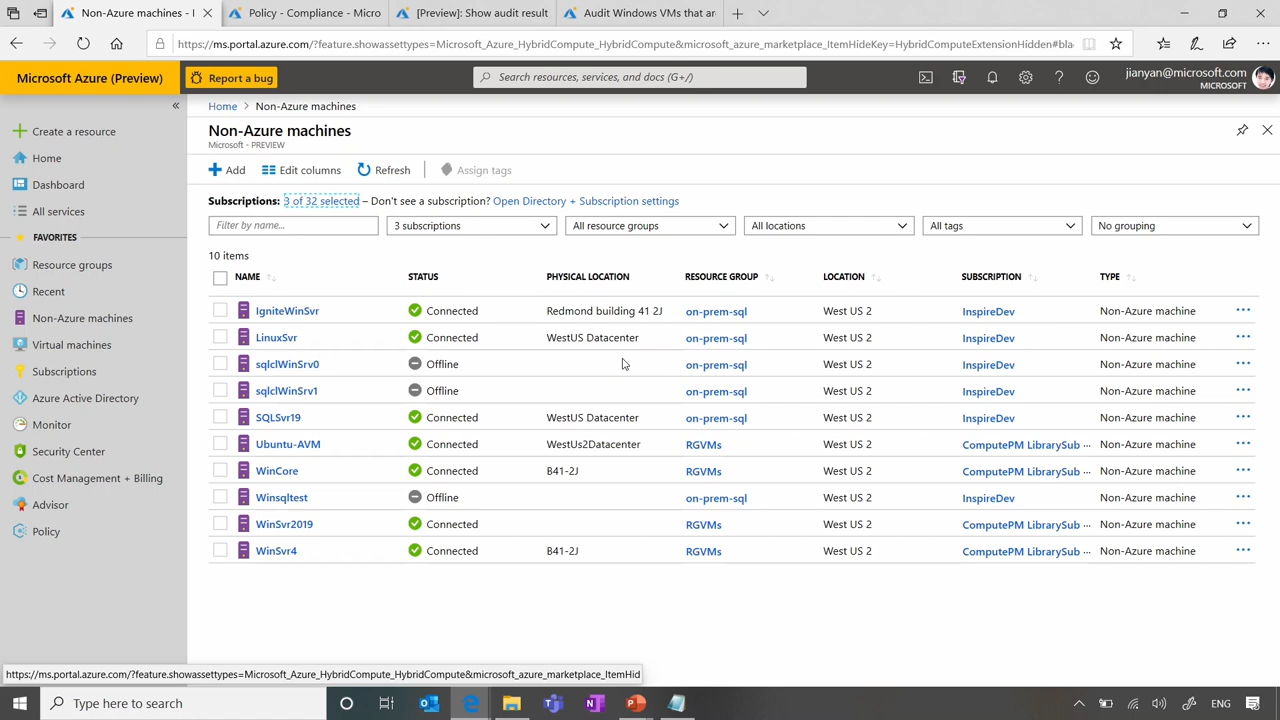 Non-Azure machines - I
Policy - Compliance - Micro
[Preview]: Show audit result
Audit Windows VMs that ar
https://ms.portal.azure.com/?feature.showassettypes=Microsoft_Azure_HybridCompute_HybridCompute&microsoft_azure_marketplace_ItemHideKey=HybridComputeExtensionHidden#bla
Microsoft Azure (Preview)
Report a bug
Search resources, services, and docs (G+/)
jianyan@microsoft.com
MICROSOFT
Create a resource
Home
Dashboard
All services
FAVORITES
Resource groups
Recent
Non-Azure machines
Virtual machines
Subscriptions
Azure Active Directory
Monitor
Security Center
Cost Management + Billing
Advisor
Policy
Home > Non-Azure machines
Non-Azure machines
Microsoft - PREVIEW
Add Edit columns Refresh Assign tags
Subscriptions: 3 of 32 selected – Don't see a subscription? Open Directory + Subscription settings
Filter by name... 3 subscriptions All resource groups All locations All tags No grouping
10 items
NAME STATUS PHYSICAL LOCATION RESOURCE GROUP LOCATION SUBSCRIPTION TYPE
IgniteWinSvr Connected Redmond building 41 2J on-prem-sql West US 2 InspireDev Non-Azure machine
LinuxSvr Connected WestUS Datacenter on-prem-sql West US 2 InspireDev Non-Azure machine
sqlclWinSrv0 Offline on-prem-sql West US 2 InspireDev Non-Azure machine
sqlclWinSrv1 Offline on-prem-sql West US 2 InspireDev Non-Azure machine
SQLSvr19 Connected WestUS Datacenter on-prem-sql West US 2 InspireDev Non-Azure machine
Ubuntu-AVM Connected WestUs2Datacenter RGVMs West US 2 ComputePM LibrarySub ... Non-Azure machine
WinCore Connected B41-2J RGVMs West US 2 ComputePM LibrarySub ... Non-Azure machine
Winsqltest Offline on-prem-sql West US 2 InspireDev Non-Azure machine
WinSvr2019 Connected RGVMs West US 2 ComputePM LibrarySub ... Non-Azure machine
WinSvr4 Connected B41-2J RGVMs West US 2 ComputePM LibrarySub ... Non-Azure machine
https://ms.portal.azure.com/?feature.showassettypes=Microsoft_Azure_HybridCompute_HybridCompute&microsoft_azure_marketplace_ItemHid
Type here to search
ENG